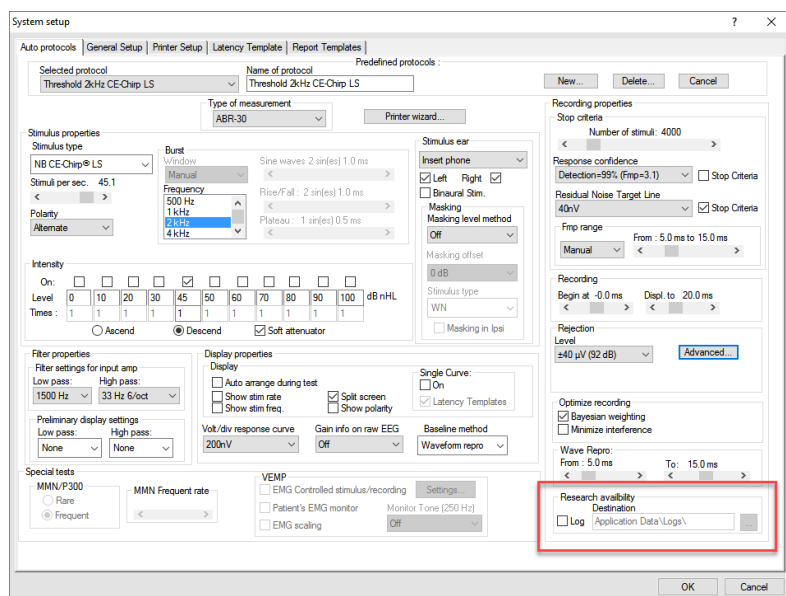 System setup
?
Auto protocols
General Setup
Printer Setup
Latency Template
Report Templates
Predefined protocols :
Selected protocol
Threshold 2kHz CE-Chirp LS
Name of protocol
Threshold 2kHz CE-Chirp LS
New...
Delete...
Cancel
Type of measurement
ABR-30
Printer wizard...
Stimulus properties
Stimulus type
NB CE-Chirp® LS
Stimuli per sec. 45.1
Polarity
Alternate
Burst
Window
Manual
Frequency
500 Hz
1 kHz
2 kHz
4 kHz
Sine waves 2 sin(es) 1.0 ms
Rise/Fall : 2 sin(es) 1.0 ms
Plateau : 1 sin(es) 0.5 ms
Stimulus ear
Insert phone
Left
Right
Binaural Stim.
Masking
Masking level method
Off
Masking offset
0 dB
Stimulus type
WN
Masking in Ipsi
Intensity
On:
Level 0 10 20 30 45 50 60 70 80 90 100 dB nHL
Times : 1 1 1 1 1 1 1 1 1 1 1
Ascend
Descend
Soft attenuator
Filter properties
Filter settings for input amp
Low pass: High pass:
1500 Hz 33 Hz 6/oct
Preliminary display settings
Low pass: High pass:
None None
Display properties
Display
Auto arrange during test
Show stim rate
Split screen
Show stim freq.
Show polarity
Single Curve:
On
Latency Templates
Volt/div response curve
200nV
Gain info on raw EEG
Off
Baseline method
Waveform repro
Special tests
MMN/P300
Rare
Frequent
MMN Frequent rate
VEMP
EMG Controlled stimulus/recording
Settings...
Patient's EMG monitor
Monitor Tone (250 Hz)
EMG scaling
Off
Recording properties
Stop criteria
Number of stimuli: 4000
Response confidence
Detection=99% (Fmp=3.1)
Stop Criteria
Residual Noise Target Line
40nV
Stop Criteria
Fmp range
Manual
From : 5.0 ms to 15.0 ms
Recording
Begin at -0.0 ms
Displ. to 20.0 ms
Rejection
Level
±40 µV (92 dB)
Advanced...
Optimize recording
Bayesian weighting
Minimize interference
Wave Repro:
From : 5.0 ms
To: 15.0 ms
Research availbility
Destination
Log
Application Data\Logs\
...
OK
Cancel